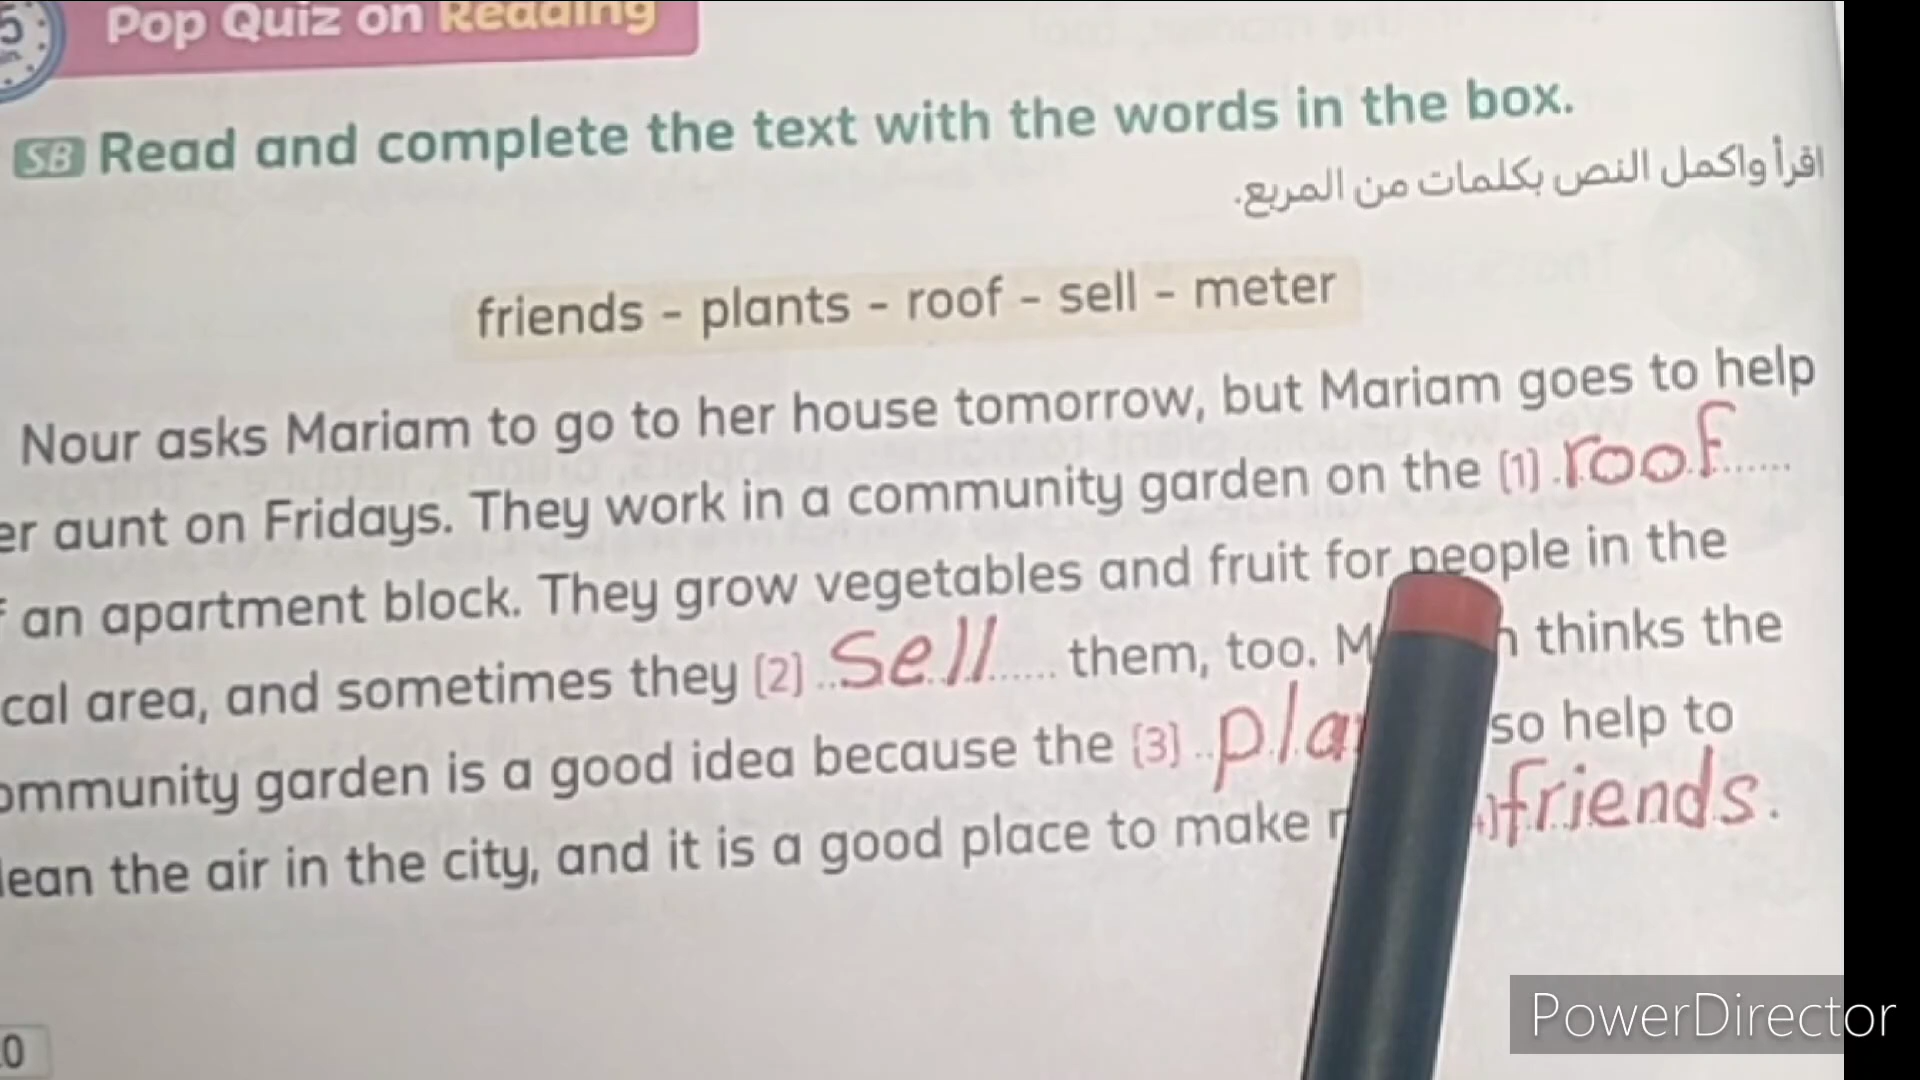 Pop Quiz on Reading
SB Read and complete the text with the words in the box.
اقرأ واكمل النص بكلمات من المربع.
friends - plants - roof - sell - meter
Nour asks Mariam to go to her house tomorrow, but Mariam goes to help
er aunt on Fridays. They work in a community garden on the (1) roof
an apartment block. They grow vegetables and fruit for people in the
cal area, and sometimes they (2) sell them, too. thinks the
ommunity garden is a good idea because the (3) pla so help to
lean the air in the city, and it is a good place to make friends.
0
PowerDirector